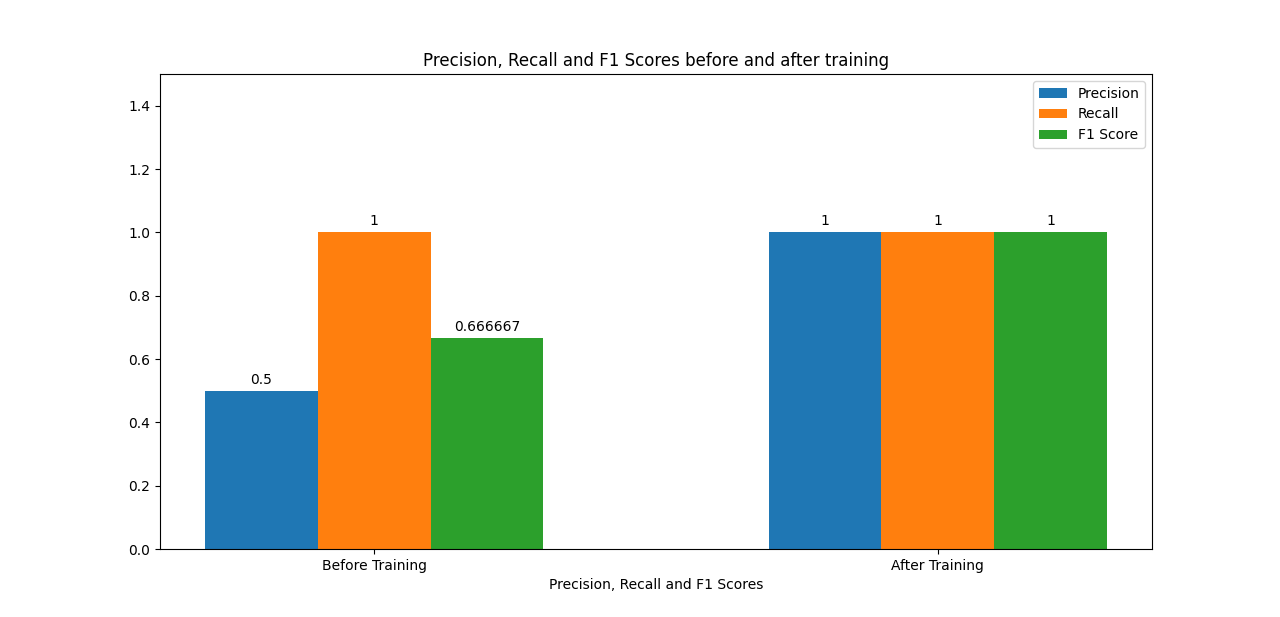 Precision, Recall and F1 Scores before and after training
Precision
Recall
F1 Score
1.4
1.2
1.0
0.8
0.6
0.4
0.2
0.0
0.5
1
0.666667
1
1
1
Before Training
After Training
Precision, Recall and F1 Scores